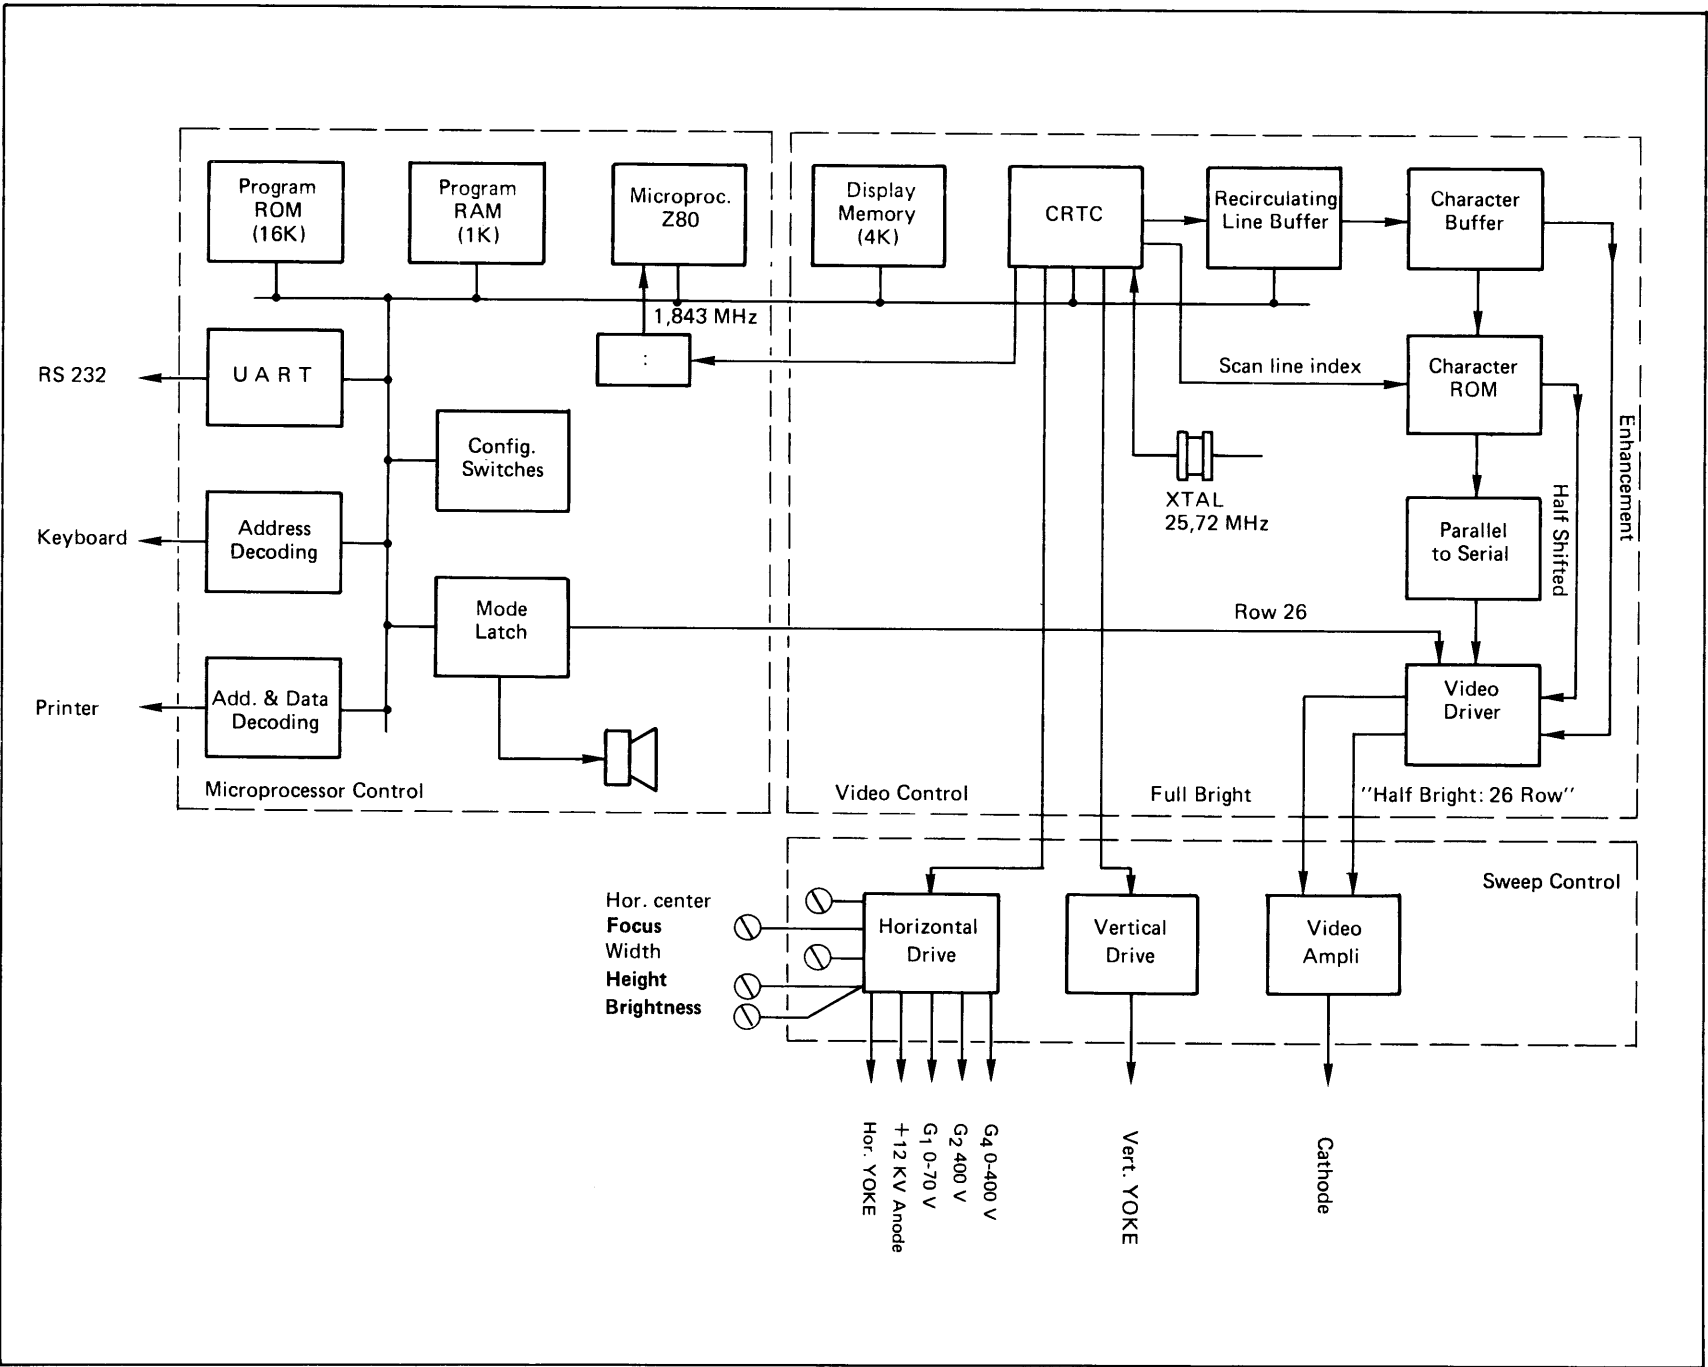 Program
ROM
(16K)
Program
RAM
(1K)
Microproc.
Z80
Display
Memory
(4K)
CRTC
Recirculating
Line Buffer
Character
Buffer
1,843 MHz
:
RS 232
U A R T
Scan line index
Character
ROM
Config.
Switches
XTAL
25,72 MHz
Enhancement
Half Shifted
Keyboard
Address
Decoding
Parallel
to Serial
Mode
Latch
Row 26
Printer
Add. & Data
Decoding
Video
Driver
Microprocessor Control
Video Control
Full Bright
"Half Bright: 26 Row"
Sweep Control
Hor. center
Focus
Width
Height
Brightness
Horizontal
Drive
Vertical
Drive
Video
Ampli
Hor. YOKE
+12 KV Anode
G1 0-70 V
G2 400 V
G4 0-400 V
Vert. YOKE
Cathode